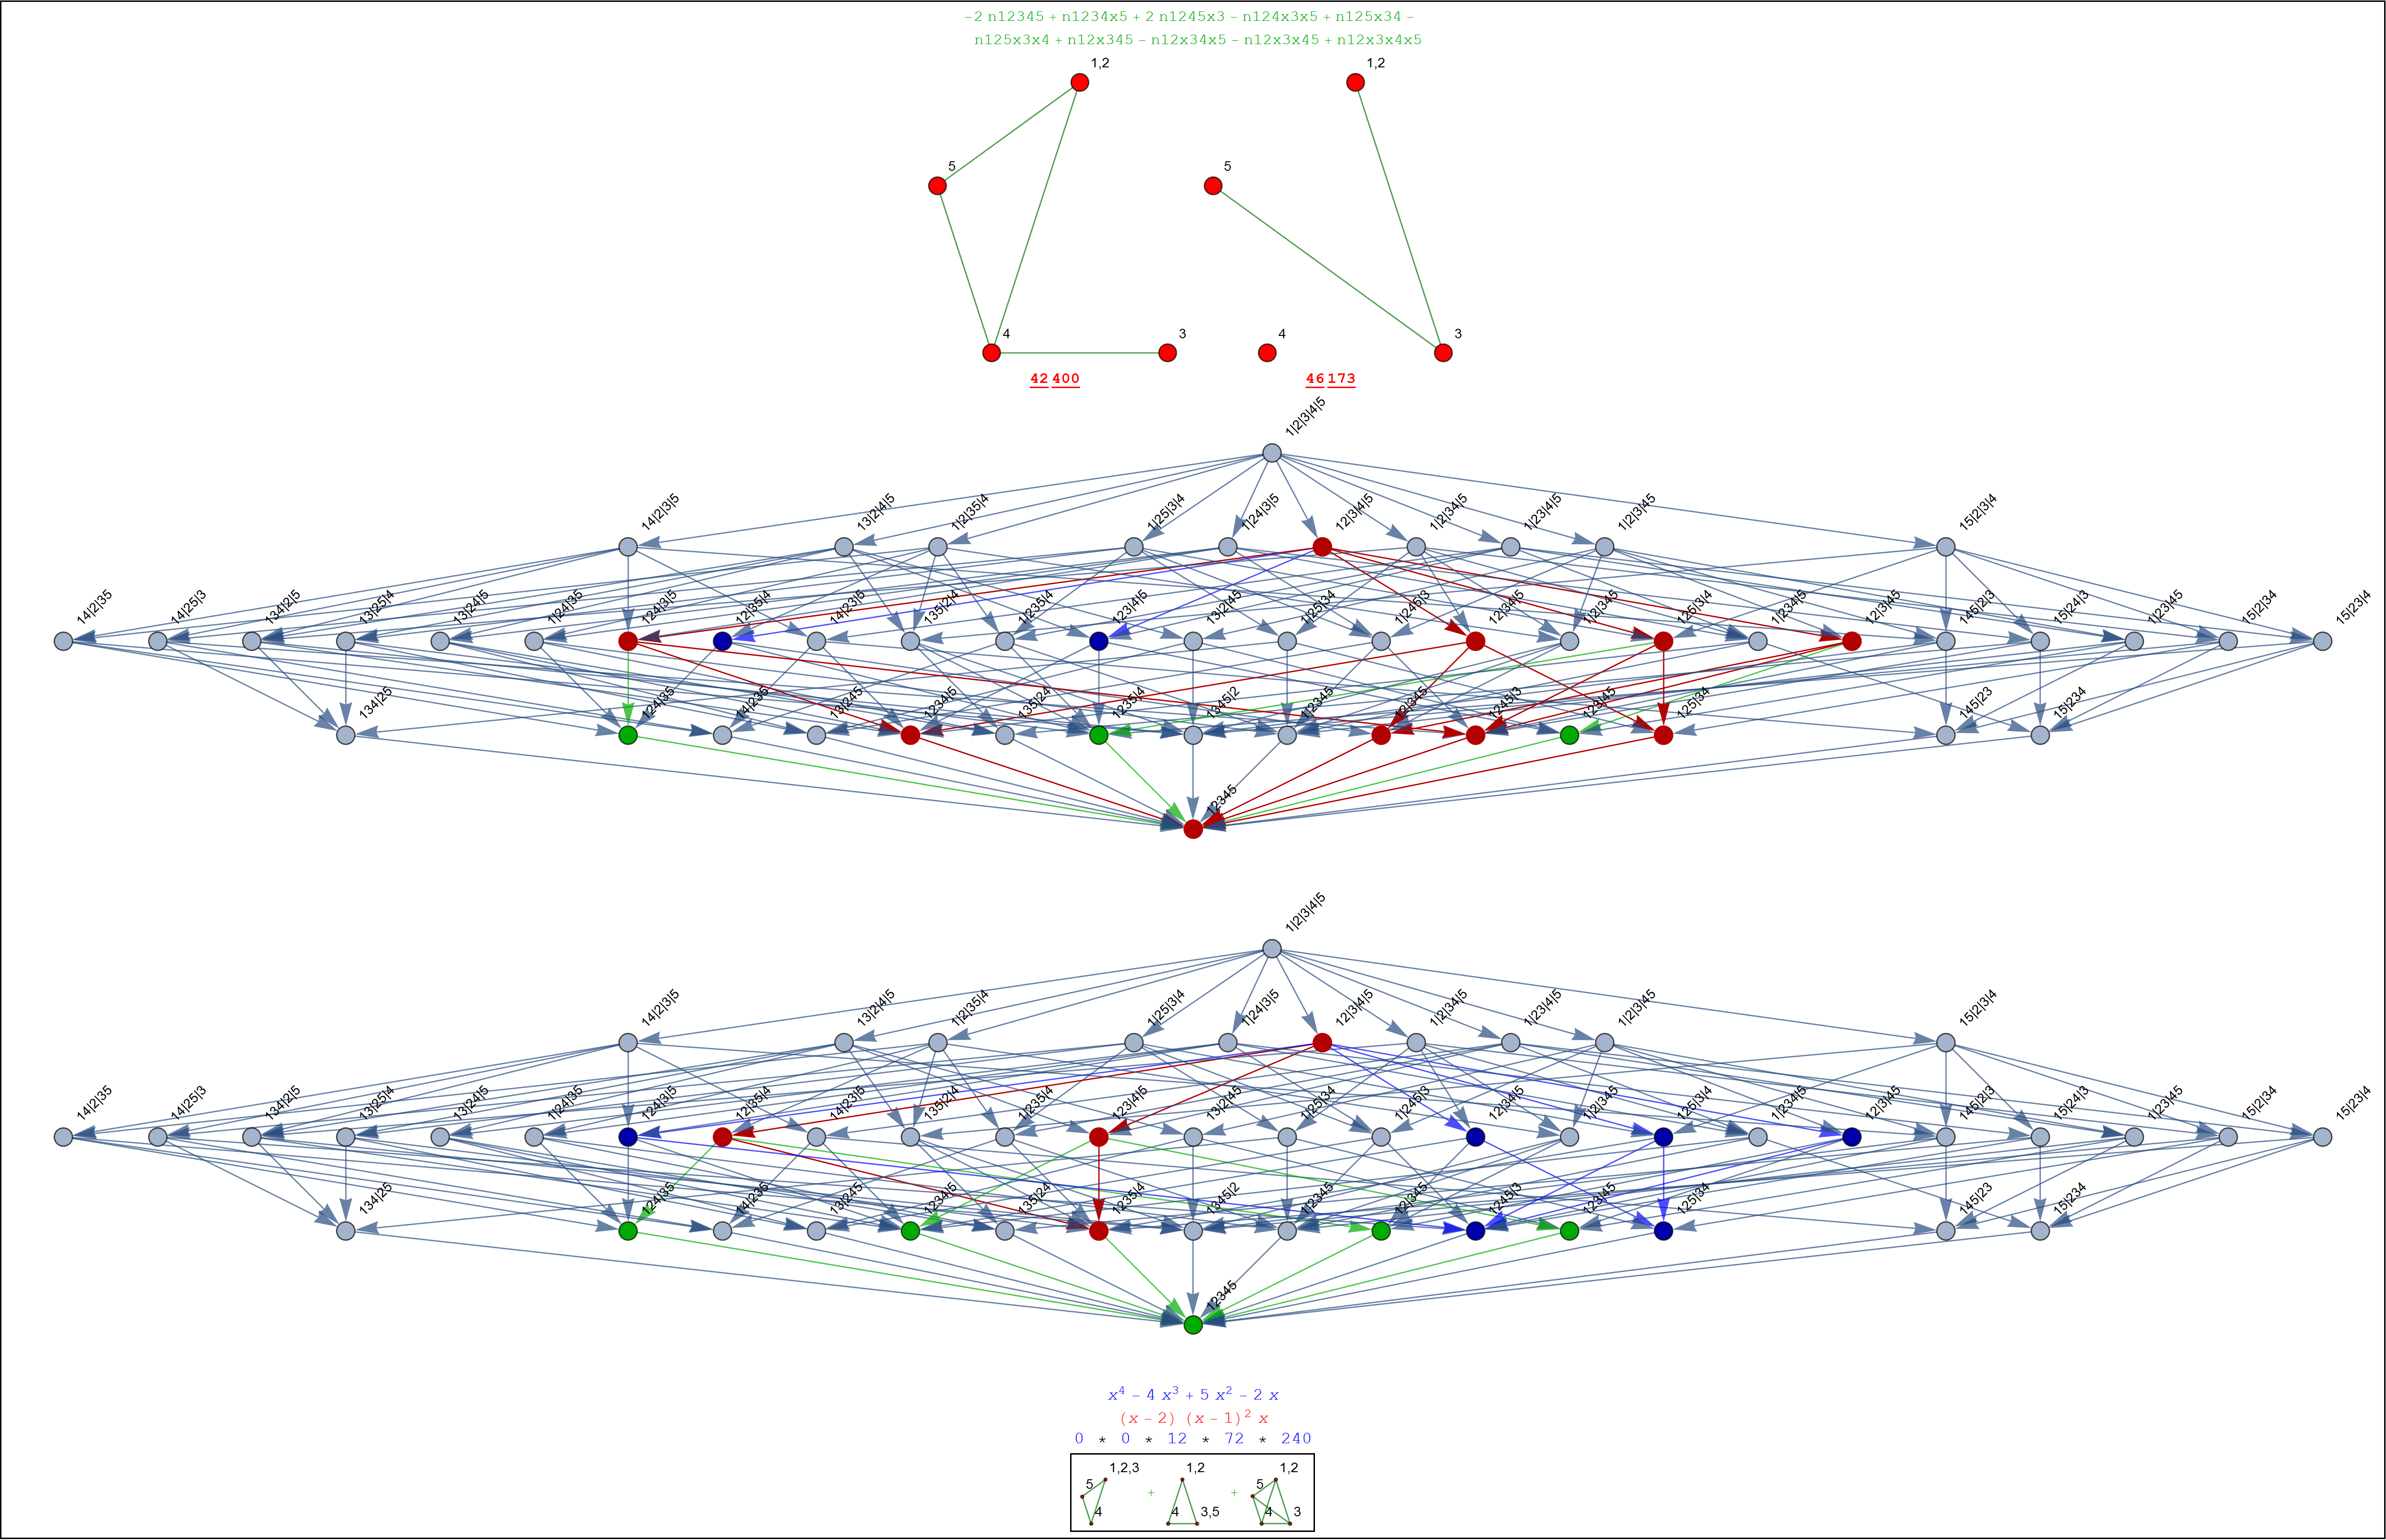 −2 n12345 + n1234x5 + 2 n1245x3 − n124x3x5 + n125x34 −
n125x3x4 + n12x345 − n12x34x5 − n12x3x45 + n12x3x4x5
1,2 1,2
5 5
4 3 4 3
42 400 46 173
1|2|3|4|5
14|2|3|5 13|2|4|5 1|2|35|4 1|25|3|4 1|24|3|5 12|3|4|5 1|2|34|5 1|23|4|5 1|2|3|45 15|2|3|4
14|2|35 14|25|3 134|2|5 13|25|4 13|24|5 1|24|35 124|3|5 12|35|4 14|23|5 135|2|4 1|235|4 123|4|5 13|2|45 1|25|34 1|245|3 12|34|5 1|2|345 125|3|4 1|234|5 12|3|45 145|2|3 15|24|3 1|23|45 15|2|34 15|23|4
134|25 124|35 14|235 13|245 1234|5 135|24 1235|4 1345|2 1|2345 12|345 1245|3 123|45 125|34 145|23 15|234
12345
1|2|3|4|5
14|2|3|5 13|2|4|5 1|2|35|4 1|25|3|4 1|24|3|5 12|3|4|5 1|2|34|5 1|23|4|5 1|2|3|45 15|2|3|4
14|2|35 14|25|3 134|2|5 13|25|4 13|24|5 1|24|35 124|3|5 12|35|4 14|23|5 135|2|4 1|235|4 123|4|5 13|2|45 1|25|34 1|245|3 12|34|5 1|2|345 125|3|4 1|234|5 12|3|45 145|2|3 15|24|3 1|23|45 15|2|34 15|23|4
134|25 124|35 14|235 13|245 1234|5 135|24 1235|4 1345|2 1|2345 12|345 1245|3 123|45 125|34 145|23 15|234
12345
x⁴ − 4 x³ + 5 x² − 2 x
(x − 2) (x − 1)² x
0 * 0 * 12 * 72 * 240
1,2,3 1,2 1,2
5 + + 5
4 4 3,5 4 3